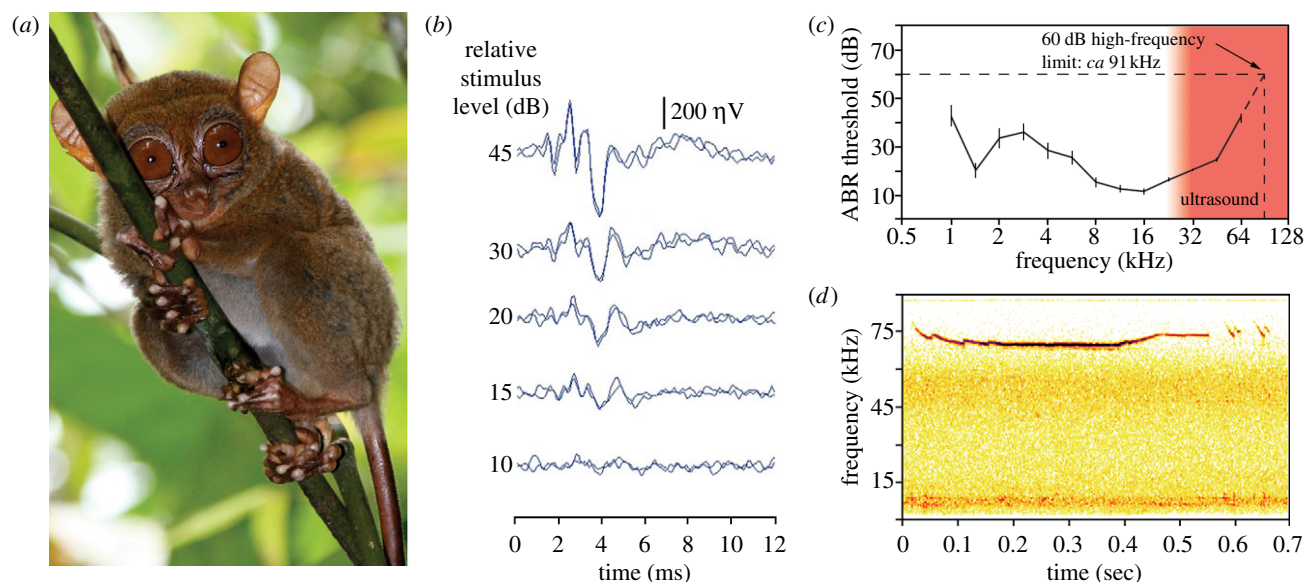 (a)
(b)
relative
stimulus
level (dB)
200 ηV
45
30
20
15
10
0 2 4 6 8 10 12
time (ms)
(c)
ABR threshold (dB)
70
50
30
10
60 dB high-frequency
limit: ca 91 kHz
ultrasound
0.5 1 2 4 8 16 32 64 128
frequency (kHz)
(d)
frequency (kHz)
75
45
15
0 0.1 0.2 0.3 0.4 0.5 0.6 0.7
time (sec)